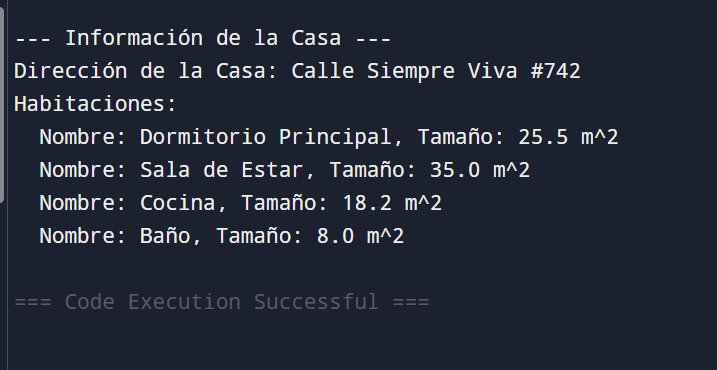 --- Información de la Casa ---
Dirección de la Casa: Calle Siempre Viva #742
Habitaciones:
  Nombre: Dormitorio Principal, Tamaño: 25.5 m^2
  Nombre: Sala de Estar, Tamaño: 35.0 m^2
  Nombre: Cocina, Tamaño: 18.2 m^2
  Nombre: Baño, Tamaño: 8.0 m^2
=== Code Execution Successful ===